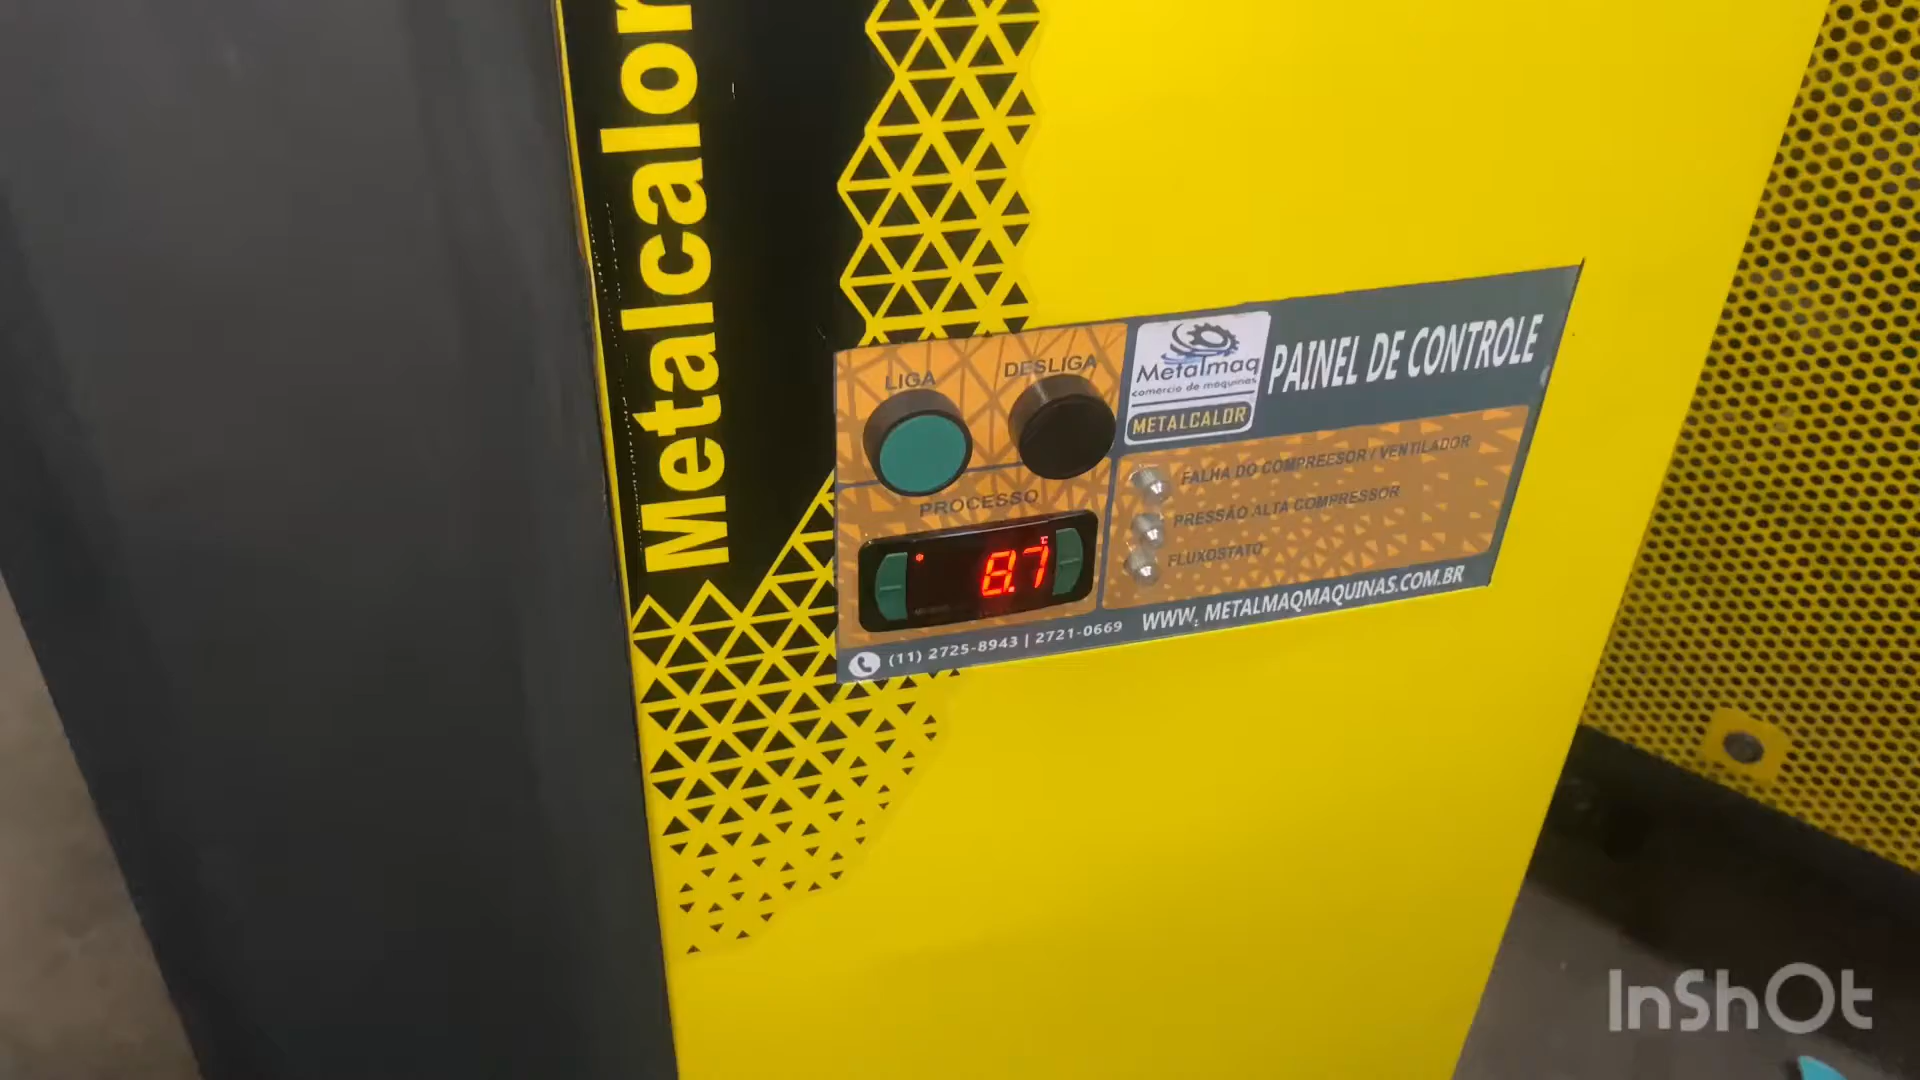 Metalcalor
LIGA
DESLIGA
Metalmaq
comercio de maquinas
METALCALOR
PAINEL DE CONTROLE
FALHA DO COMPREESOR / VENTILADOR
PRESSÃO ALTA COMPRESSOR
FLUXOSTATO
PROCESSO
8.7
°C
(11) 2725-8943 | 2721-0669
WWW. METALMAQMAQUINAS.COM.BR
InShOt